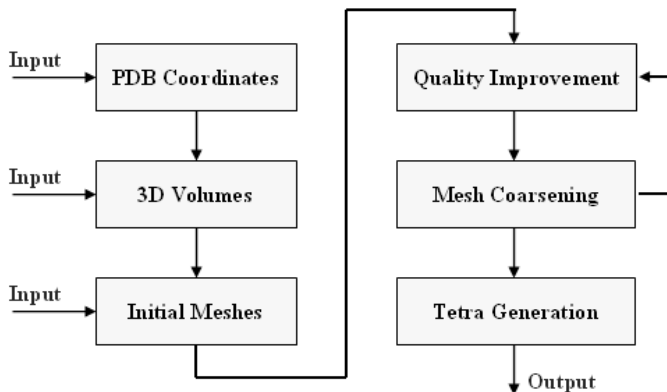 Input
PDB Coordinates
Input
3D Volumes
Input
Initial Meshes
Quality Improvement
Mesh Coarsening
Tetra Generation
Output